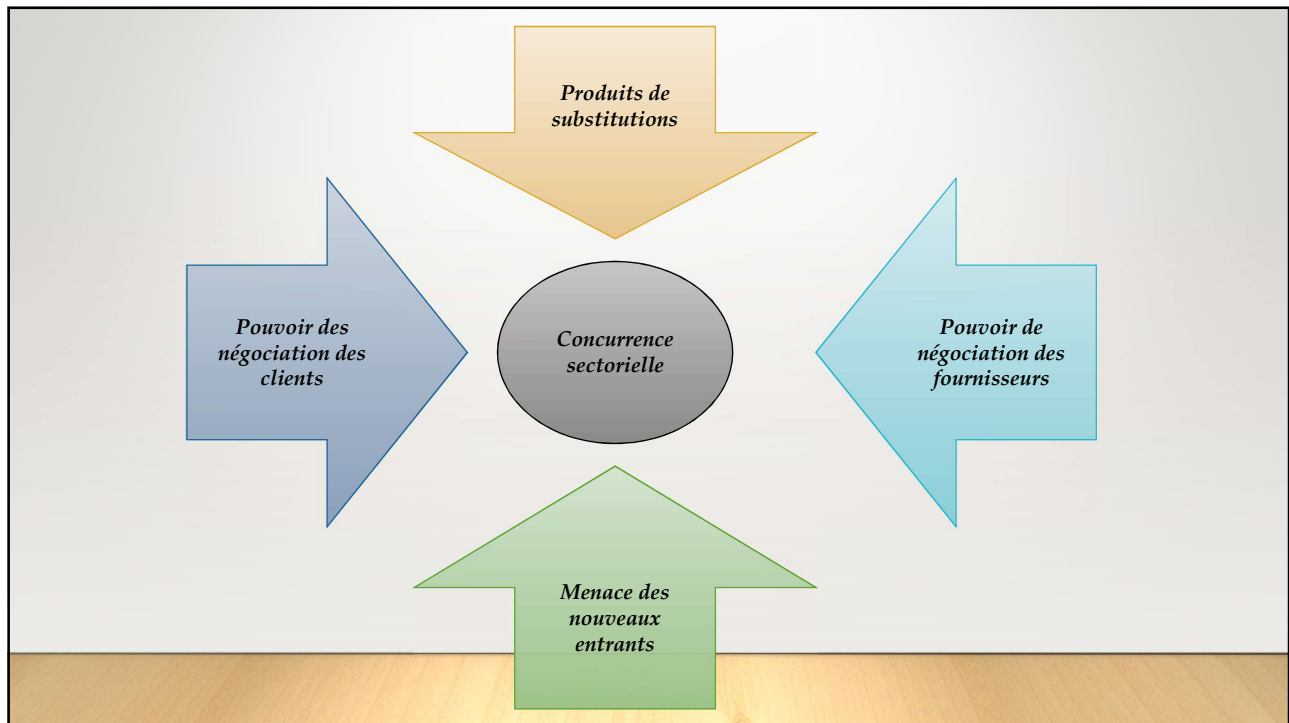 Produits de
substitutions
Pouvoir des
négociation des
clients
Concurrence
sectorielle
Pouvoir de
négociation des
fournisseurs
Menace des
nouveaux
entrants